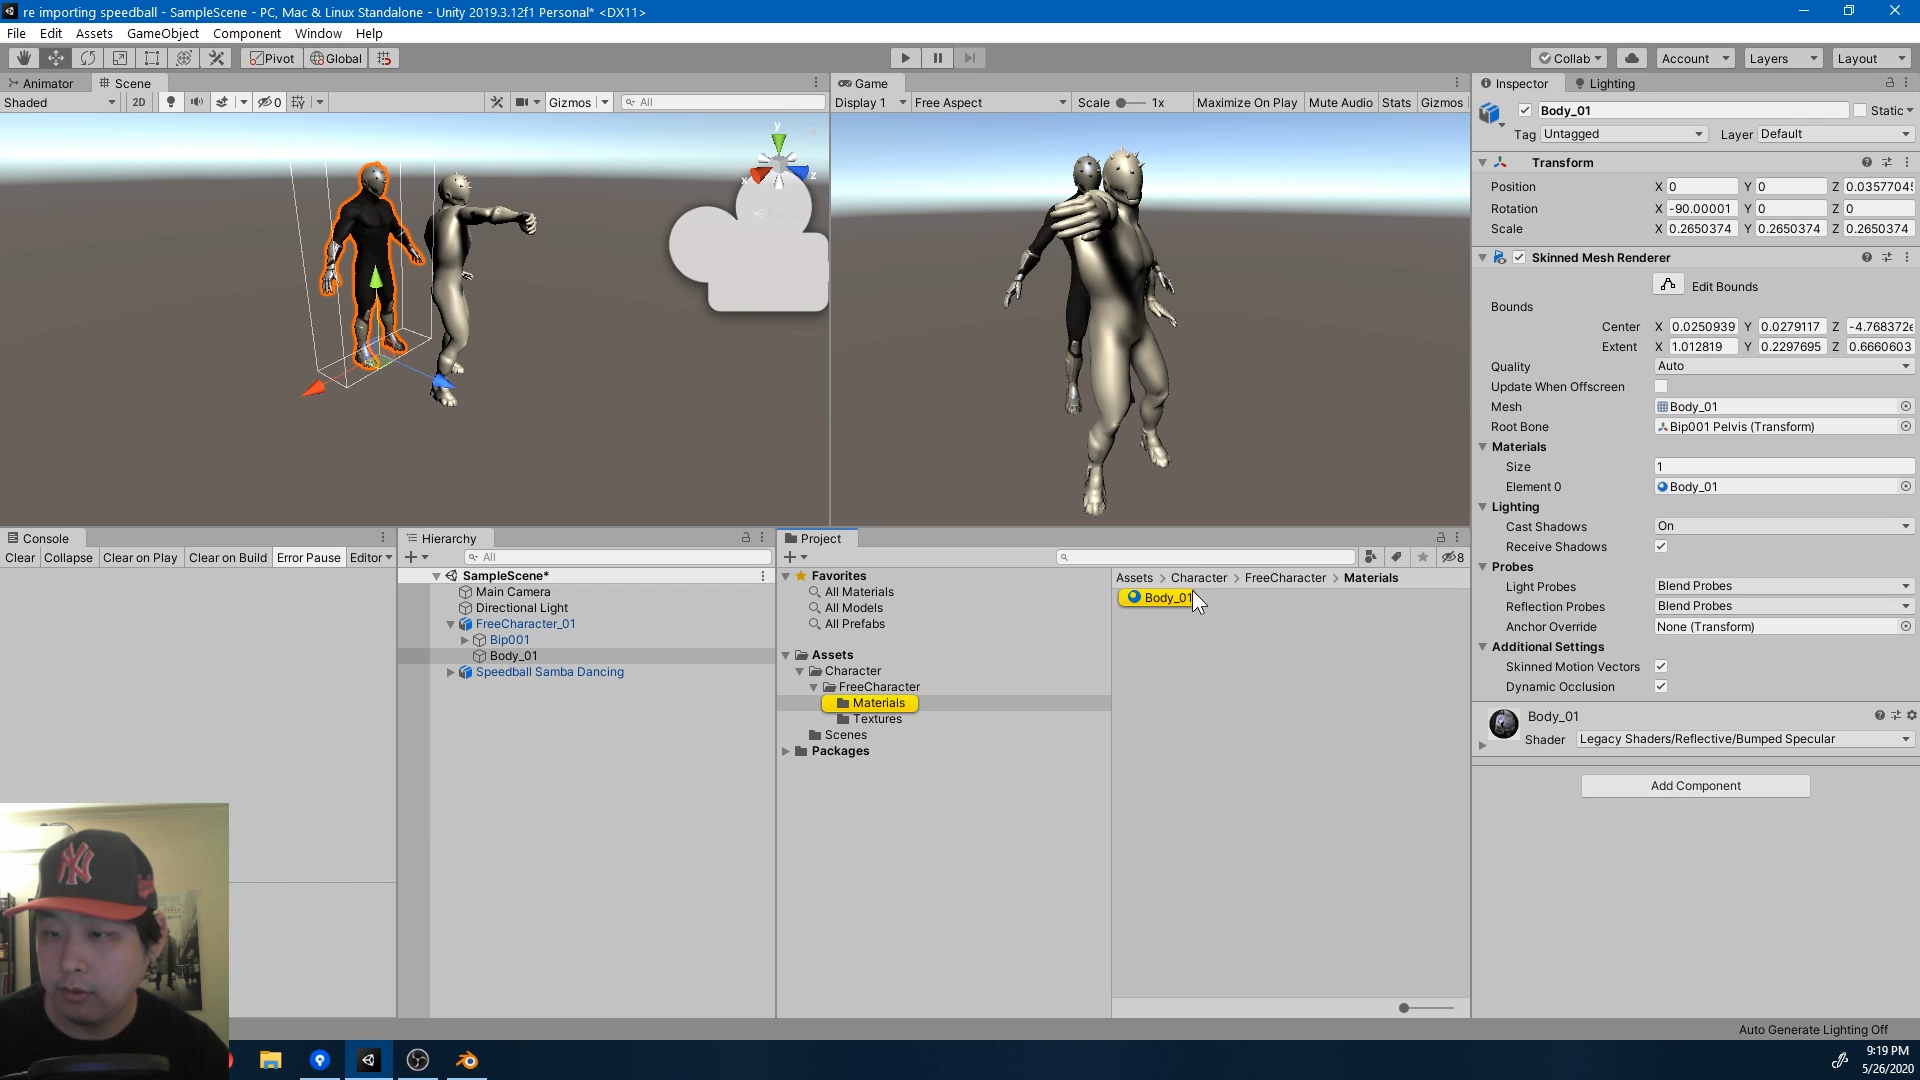 re importing speedball - SampleScene - PC, Mac & Linux Standalone - Unity 2019.3.12f1 Personal* <DX11>
File Edit Assets GameObject Component Window Help
Pivot Global Collab Account Layers Layout
Animator Scene
Shaded 2D 0 Gizmos All
y
x
z
Game
Display 1 Free Aspect Scale 1x Maximize On Play Mute Audio Stats Gizmos
Inspector Lighting
Body_01 Static
Tag Untagged Layer Default
Transform
Position X 0 Y 0 Z 0.0357704
Rotation X -90.00001 Y 0 Z 0
Scale X 0.2650374 Y 0.2650374 Z 0.2650374
Skinned Mesh Renderer
Edit Bounds
Bounds
Center X 0.0250939 Y 0.0279117 Z -4.768372e
Extent X 1.012819 Y 0.2297695 Z 0.6660603
Quality Auto
Update When Offscreen
Mesh Body_01
Root Bone Bip001 Pelvis (Transform)
Materials
Size 1
Element 0 Body_01
Lighting
Cast Shadows On
Receive Shadows
Probes
Light Probes Blend Probes
Reflection Probes Blend Probes
Anchor Override None (Transform)
Additional Settings
Skinned Motion Vectors
Dynamic Occlusion
Body_01
Shader Legacy Shaders/Reflective/Bumped Specular
Add Component
Console
Clear Collapse Clear on Play Clear on Build Error Pause Editor
Hierarchy
All
SampleScene*
Main Camera
Directional Light
FreeCharacter_01
Bip001
Body_01
Speedball Samba Dancing
Project
8
Favorites
All Materials
All Models
All Prefabs
Assets
Character
FreeCharacter
Materials
Textures
Scenes
Packages
Assets > Character > FreeCharacter > Materials
Body_01
Auto Generate Lighting Off
9:19 PM
5/26/2020
NY